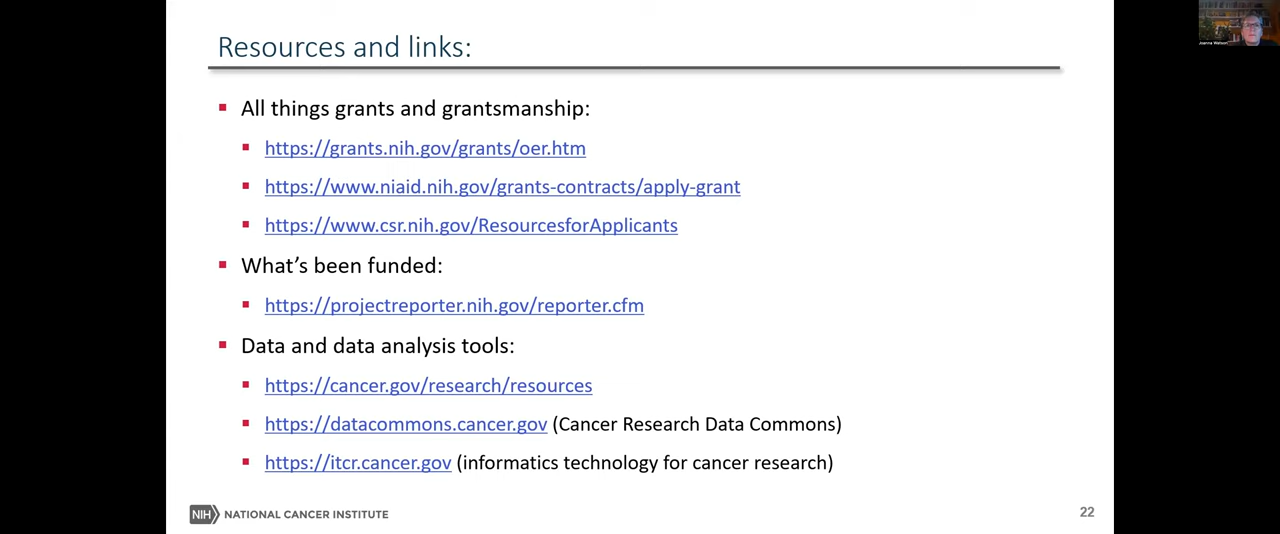 Resources and links:
Joanna Watson
All things grants and grantsmanship:
https://grants.nih.gov/grants/oer.htm
https://www.niaid.nih.gov/grants-contracts/apply-grant
https://www.csr.nih.gov/ResourcesforApplicants
What's been funded:
https://projectreporter.nih.gov/reporter.cfm
Data and data analysis tools:
https://cancer.gov/research/resources
https://datacommons.cancer.gov (Cancer Research Data Commons)
https://itcr.cancer.gov (informatics technology for cancer research)
NIH NATIONAL CANCER INSTITUTE
22